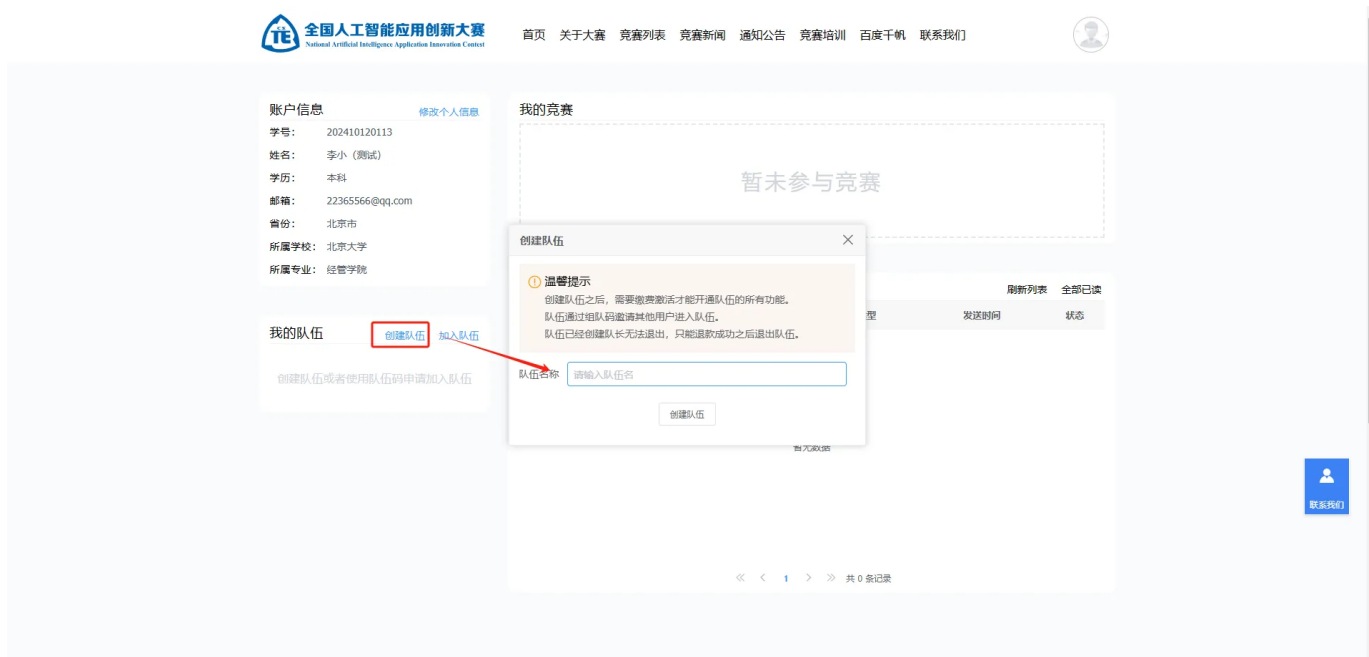 全国人工智能应用创新大赛
National Artificial Intelligence Application Innovation Contest
首页 关于大赛 竞赛列表 竞赛新闻 通知公告 竞赛培训 百度千帆 联系我们
账户信息 修改个人信息
学号： 202410120113
姓名： 李小（测试）
学历： 本科
邮箱： 22365566@qq.com
省份： 北京市
所属学校： 北京大学
所属专业： 经管学院
我的队伍 创建队伍 加入队伍
创建队伍或者使用队伍码申请加入队伍
我的竞赛
暂未参与竞赛
创建队伍
温馨提示
创建队伍之后，需要缴费激活才能开通队伍的所有功能。
队伍通过组队码邀请其他用户进入队伍。
队伍已经创建队长无法退出，只能退款成功之后退出队伍。
队伍名称 请输入队伍名
创建队伍
刷新列表 全部已读
型 发送时间 状态
暂无数据
1 共 0 条记录
联系我们